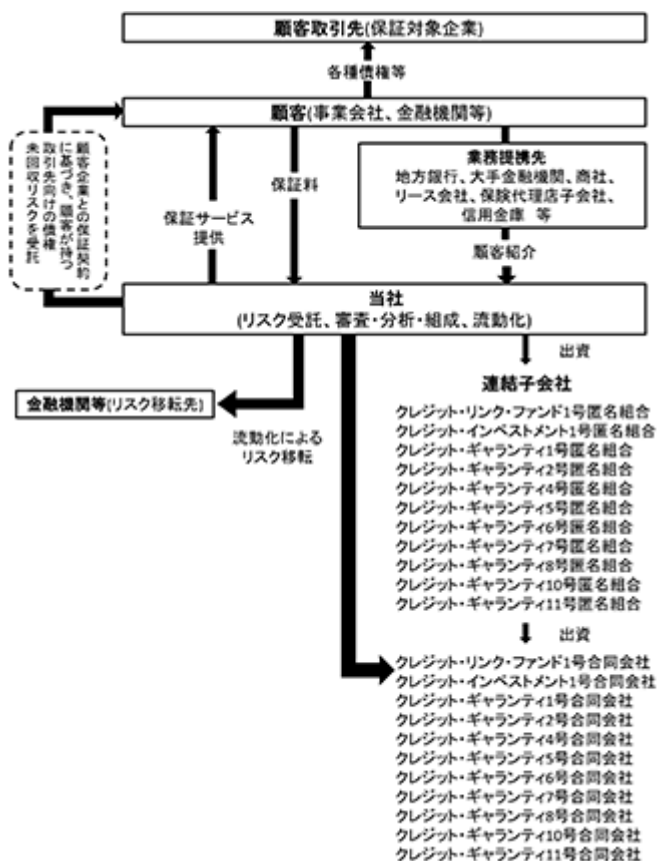 顧客取引先(保証対象企業)
各種債権等
顧客(事業会社、金融機関等)
顧客企業との保証契約
に基づき、顧客が持つ
取引先向けの債権
未回収リスクを受託
保証サービス
提供
保証料
業務提携先
地方銀行、大手金融機関、商社、
リース会社、保険代理店子会社、
信用金庫 等
顧客紹介
当社
(リスク受託、審査・分析・組成、流動化)
出資
金融機関等(リスク移転先)
流動化による
リスク移転
連結子会社
クレジット・リンク・ファンド1号匿名組合
クレジット・インベストメント1号匿名組合
クレジット・ギャランティ1号匿名組合
クレジット・ギャランティ2号匿名組合
クレジット・ギャランティ4号匿名組合
クレジット・ギャランティ5号匿名組合
クレジット・ギャランティ6号匿名組合
クレジット・ギャランティ7号匿名組合
クレジット・ギャランティ8号匿名組合
クレジット・ギャランティ10号匿名組合
クレジット・ギャランティ11号匿名組合
出資
クレジット・リンク・ファンド1号合同会社
クレジット・インベストメント1号合同会社
クレジット・ギャランティ1号合同会社
クレジット・ギャランティ2号合同会社
クレジット・ギャランティ4号合同会社
クレジット・ギャランティ5号合同会社
クレジット・ギャランティ6号合同会社
クレジット・ギャランティ7号合同会社
クレジット・ギャランティ8号合同会社
クレジット・ギャランティ10号合同会社
クレジット・ギャランティ11号合同会社